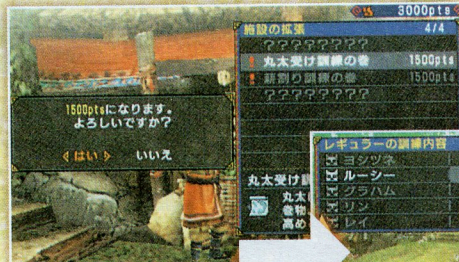 3000pts
施設の拡張 4/4
????????
丸太受け訓練の巻 1500pts
薪割り訓練の巻 1500pts
????????
1500ptsになります。
よろしいですか?
はい いいえ
丸太受け訓
丸太
巻物
高め
レギュラーの訓練内容
ヨシツネ
ルーシー
グラハム
リン
レイ